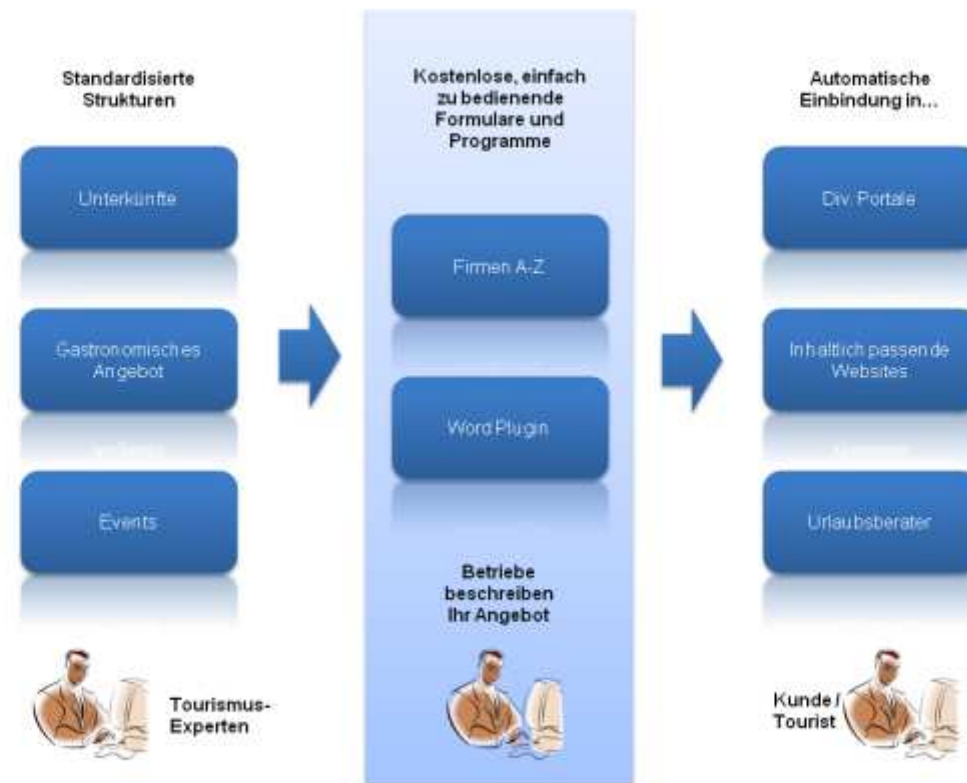 Standardisierte
Strukturen
Unterkünfte
Gastronomisches
Angebot
Events
Tourismus-
Experten
Kostenlose, einfach
zu bedienende
Formulare und
Programme
Firmen A-Z
Word Plugin
Betriebe
beschreiben
Ihr Angebot
Automatische
Einbindung in...
Div. Portale
Inhaltlich passende
Websites
Urlaubsberater
Kunde /
Tourist